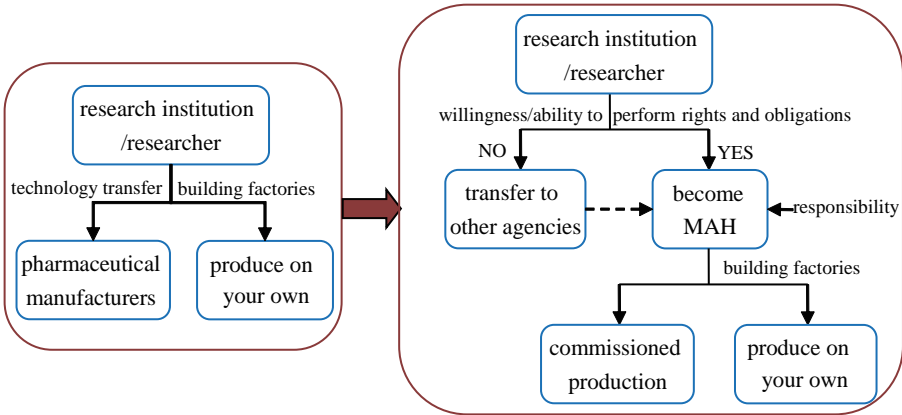 research institution
/researcher
technology transfer
building factories
pharmaceutical
manufacturers
produce on
your own
research institution
/researcher
willingness/ability to
perform rights and obligations
NO
YES
transfer to
other agencies
become
MAH
responsibility
building factories
commissioned
production
produce on
your own